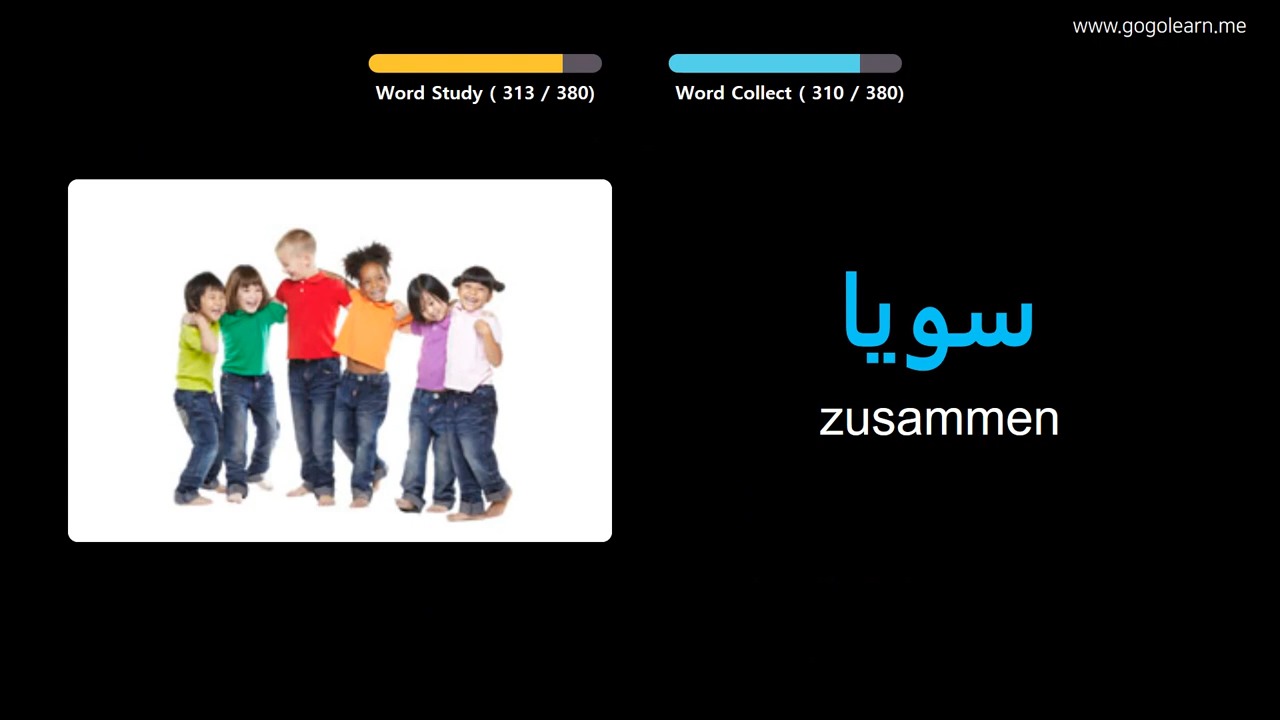 www.gogolearn.me
Word Study ( 313 / 380)
Word Collect ( 310 / 380)
سويا
zusammen